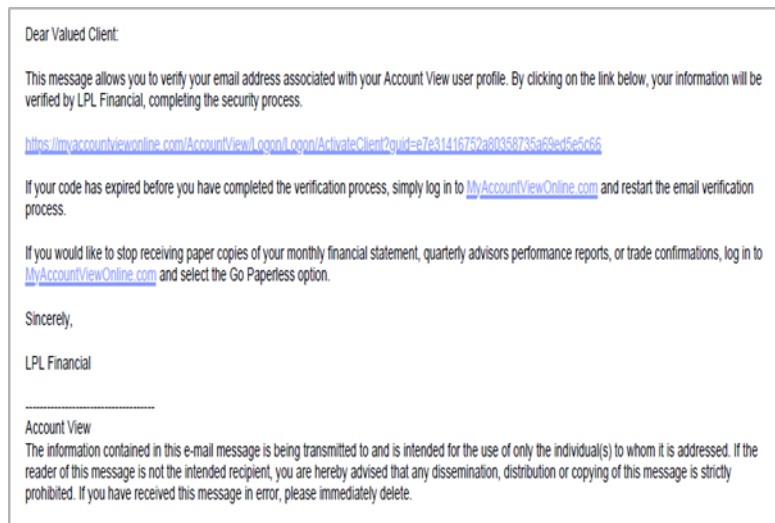 Dear Valued Client:
This message allows you to verify your email address associated with your Account View user profile. By clicking on the link below, your information will be
verified by LPL Financial, completing the security process.
https://myaccountviewonline.com/AccountView/Logon/Logon/ActivateClient?guid=e7e31416752a80358735a69ed5e5c66
If your code has expired before you have completed the verification process, simply log in to MyAccountViewOnline.com and restart the email verification
process.
If you would like to stop receiving paper copies of your monthly financial statement, quarterly advisors performance reports, or trade confirmations, log in to
MyAccountViewOnline.com and select the Go Paperless option.
Sincerely,
LPL Financial
------------------------------------
Account View
The information contained in this e-mail message is being transmitted to and is intended for the use of only the individual(s) to whom it is addressed. If the
reader of this message is not the intended recipient, you are hereby advised that any dissemination, distribution or copying of this message is strictly
prohibited. If you have received this message in error, please immediately delete.